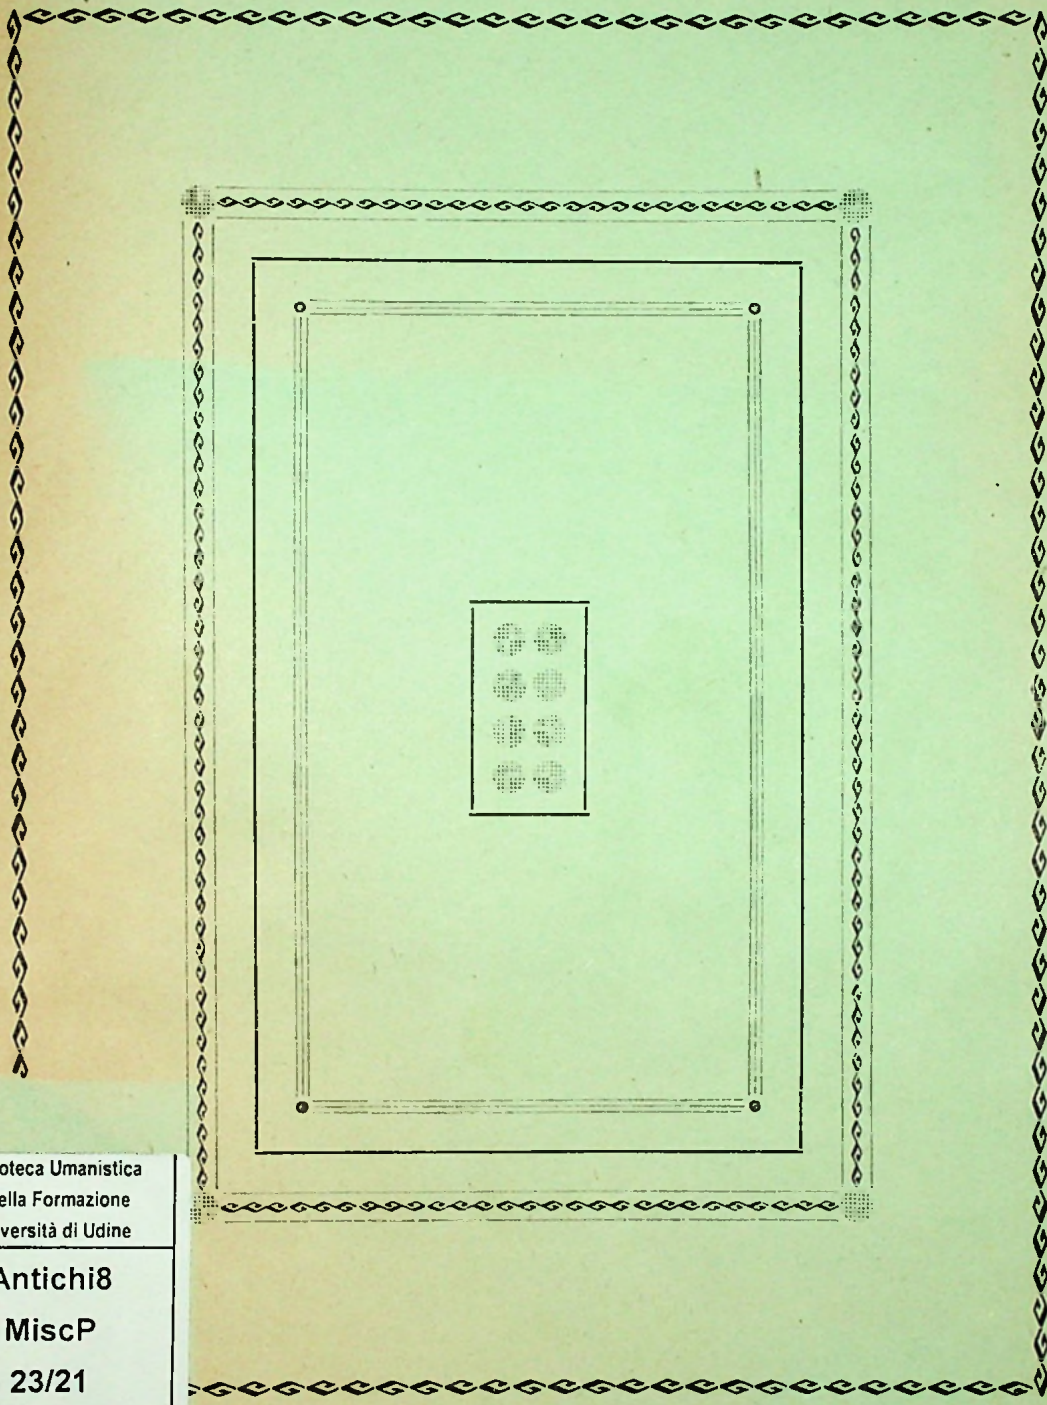 oteca Umanistica
ella Formazione
versità di Udine
Antichi8
MiscP
23/21